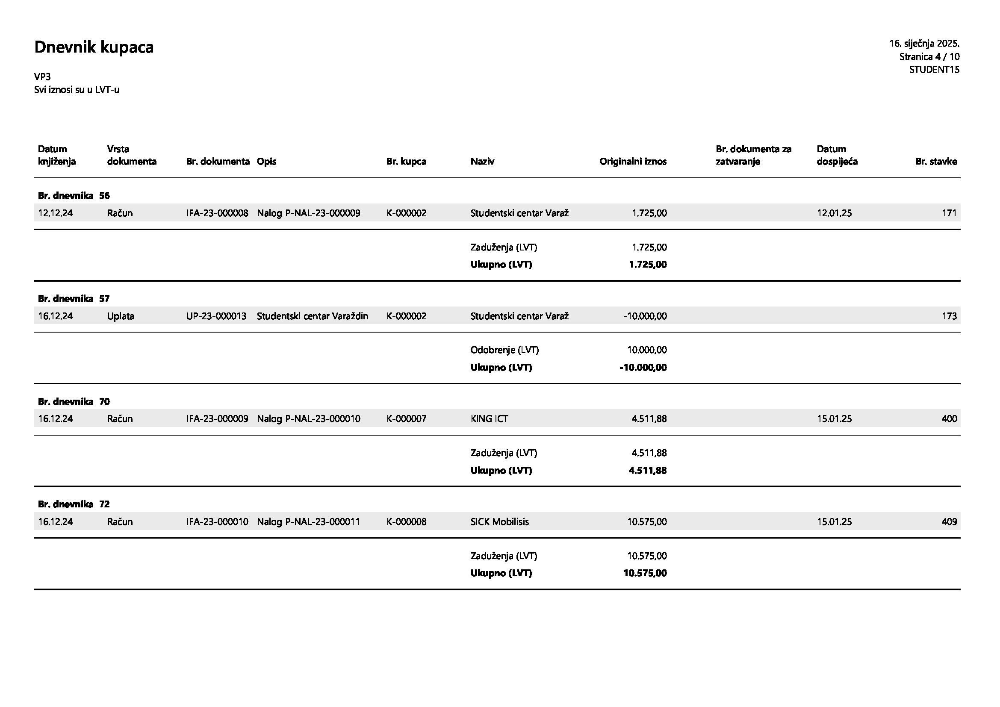 Dnevnik kupaca
16. siječnja 2025.
Stranica 4 / 10
STUDENT15
VP3
Svi iznosi su u LVT-u
Datum knjiženja Vrsta dokumenta Br. dokumenta Opis Br. kupca Naziv Originalni iznos Br. dokumenta za zatvaranje Datum dospijeća Br. stavke
Br. dnevnika 56
12.12.24 Račun IFA-23-000008 Nalog P-NAL-23-000009 K-000002 Studentski centar Varaž 1.725,00 12.01.25 171
Zaduženja (LVT) 1.725,00
Ukupno (LVT) 1.725,00
Br. dnevnika 57
16.12.24 Uplata UP-23-000013 Studentski centar Varaždin K-000002 Studentski centar Varaž -10.000,00 173
Odobrenje (LVT) 10.000,00
Ukupno (LVT) -10.000,00
Br. dnevnika 70
16.12.24 Račun IFA-23-000009 Nalog P-NAL-23-000010 K-000007 KING ICT 4.511,88 15.01.25 400
Zaduženja (LVT) 4.511,88
Ukupno (LVT) 4.511,88
Br. dnevnika 72
16.12.24 Račun IFA-23-000010 Nalog P-NAL-23-000011 K-000008 SICK Mobilisis 10.575,00 15.01.25 409
Zaduženja (LVT) 10.575,00
Ukupno (LVT) 10.575,00